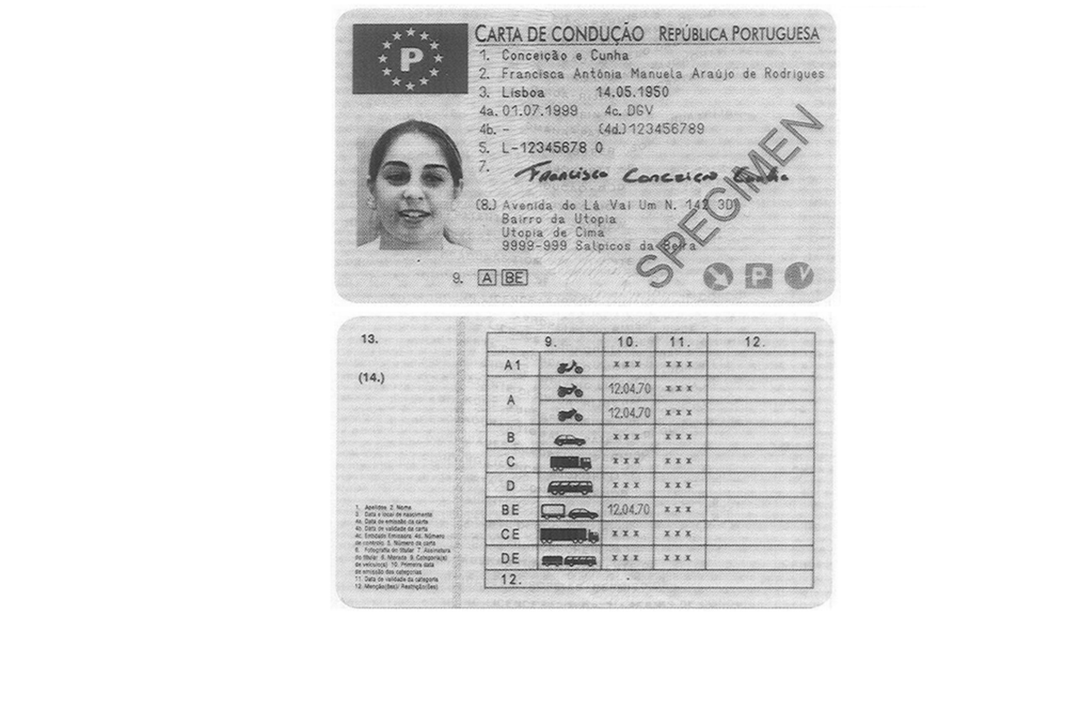 CARTA DE CONDUÇÃO REPÚBLICA PORTUGUESA
P
1. Conceição e Cunha
2. Francisca Antónia Manuela Araújo de Rodrigues
3. Lisboa 14.05.1950
4a. 01.07.1999 4c. DGV
4b. – (4d.)123456789
5. L-12345678 0
7. Francisca Conceição Cunha
(8.) Avenida do Lá Vai Um N. 142 3D
Bairro da Utopia
Utopia de Cima
9999-999 Salpicos da Beira
SPECIMEN
9. A BE
P V
13.
(14.)
9. 10. 11. 12.
A1 x x x x x x
A 12.04.70 x x x
12.04.70 x x x
B x x x x x x
C x x x x x x
D x x x x x x
BE 12.04.70 x x x
CE x x x x x x
DE x x x x x x
12.
1. Apelidos 2. Nome
3. Data e local de nascimento
4a. Data de emissão da carta
4b. Data de validade da carta
4c. Entidade Emissora 4d. Número
de controlo 5. Número da carta
6. Fotografia do titular 7. Assinatura
do titular 8. Morada 9. Categoria(s)
de veículo(s) 10. Primeira data
de emissão das categorias
11. Data de validade da categoria
12. Menção(ões)/ Restrição(ões)